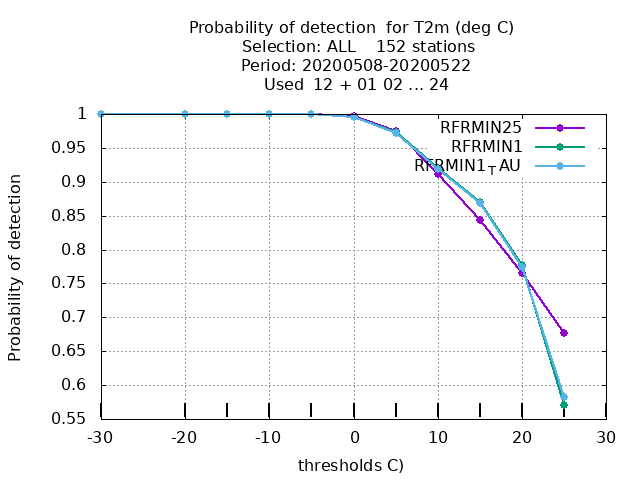 Probability of detection  for T2m (deg C)
Selection: ALL    152 stations
Period: 20200508-20200522
Used  12 + 01 02 ... 24
Probability of detection
1
0.95
0.9
0.85
0.8
0.75
0.7
0.65
0.6
0.55
RFRMIN25
RFRMIN1
RFRMIN1TAU
-30
-20
-10
0
10
20
30
thresholds C)